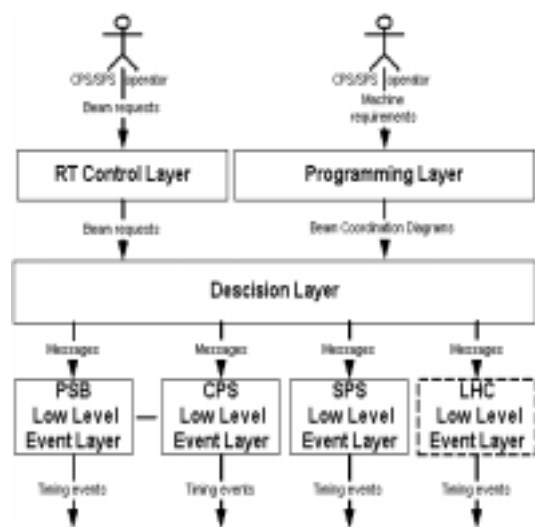 CPS/SPS operator CPS/SPS operator
Beam requests Machine
requirements
RT Control Layer Programming Layer
Beam requests Beam Coordination Diagrams
Descision Layer
Messages Messages Messages Messages
PSB CPS SPS LHC
Low Level Low Level Low Level Low Level
Event Layer Event Layer Event Layer Event Layer
Timing events Timing events Timing events Timing events